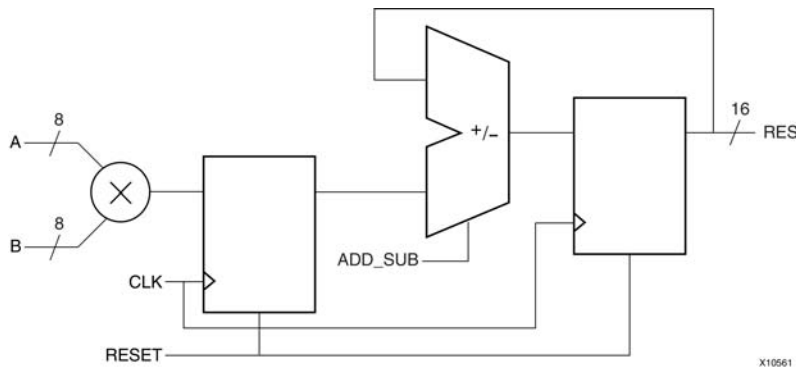 8
A
8
B
×
+/-
16
RES
ADD_SUB
CLK
RESET
X10561